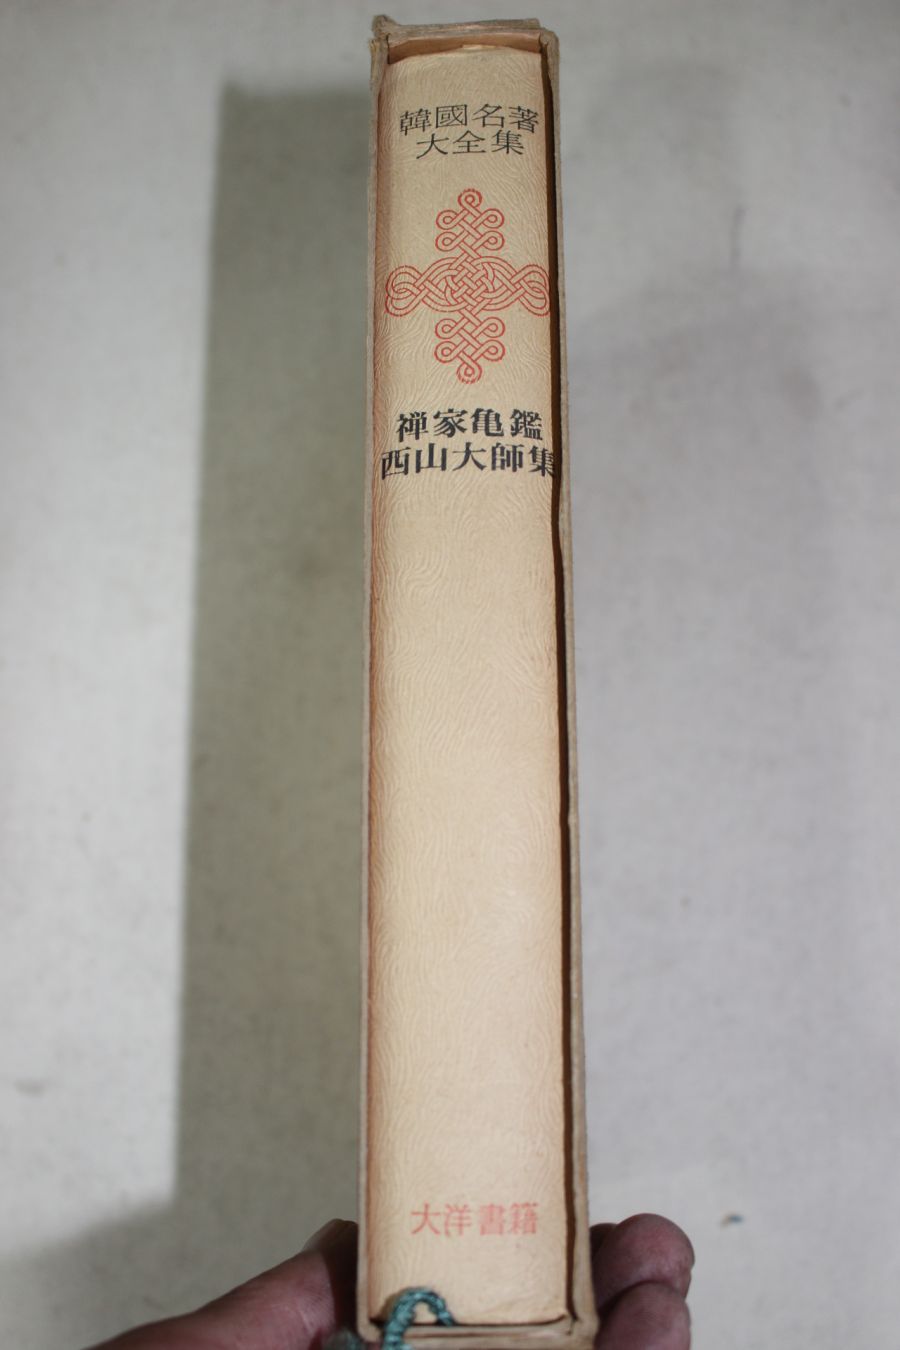 韓國名著
大全集
禅家亀鑑
西山大師集
大洋書籍